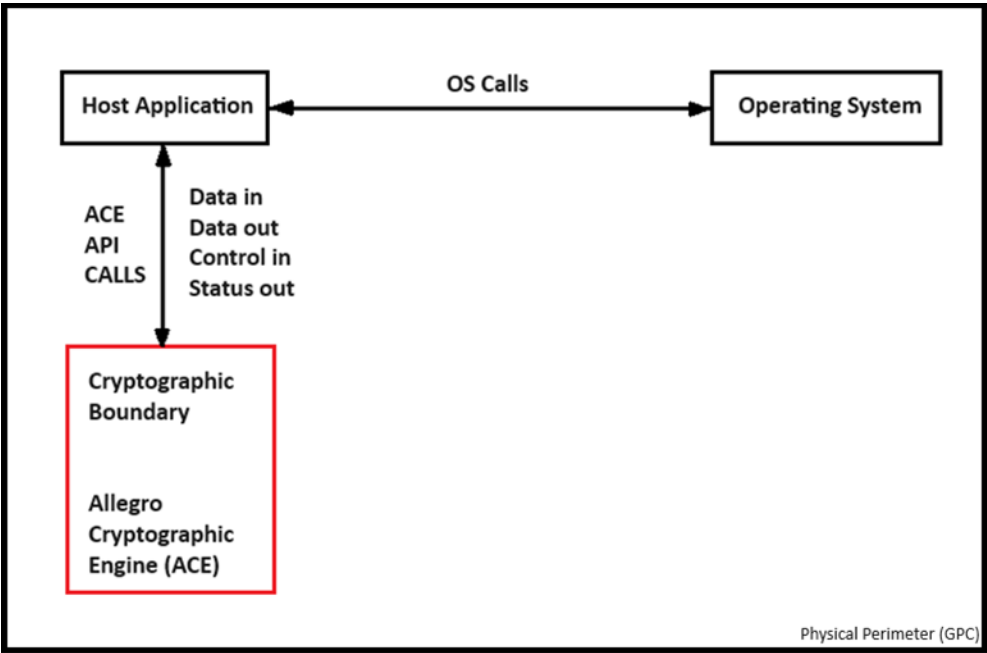 OS Calls
Host Application
Operating System
ACE
API
CALLS
Data in
Data out
Control in
Status out
Cryptographic
Boundary
Allegro
Cryptographic
Engine (ACE)
Physical Perimeter (GPC)